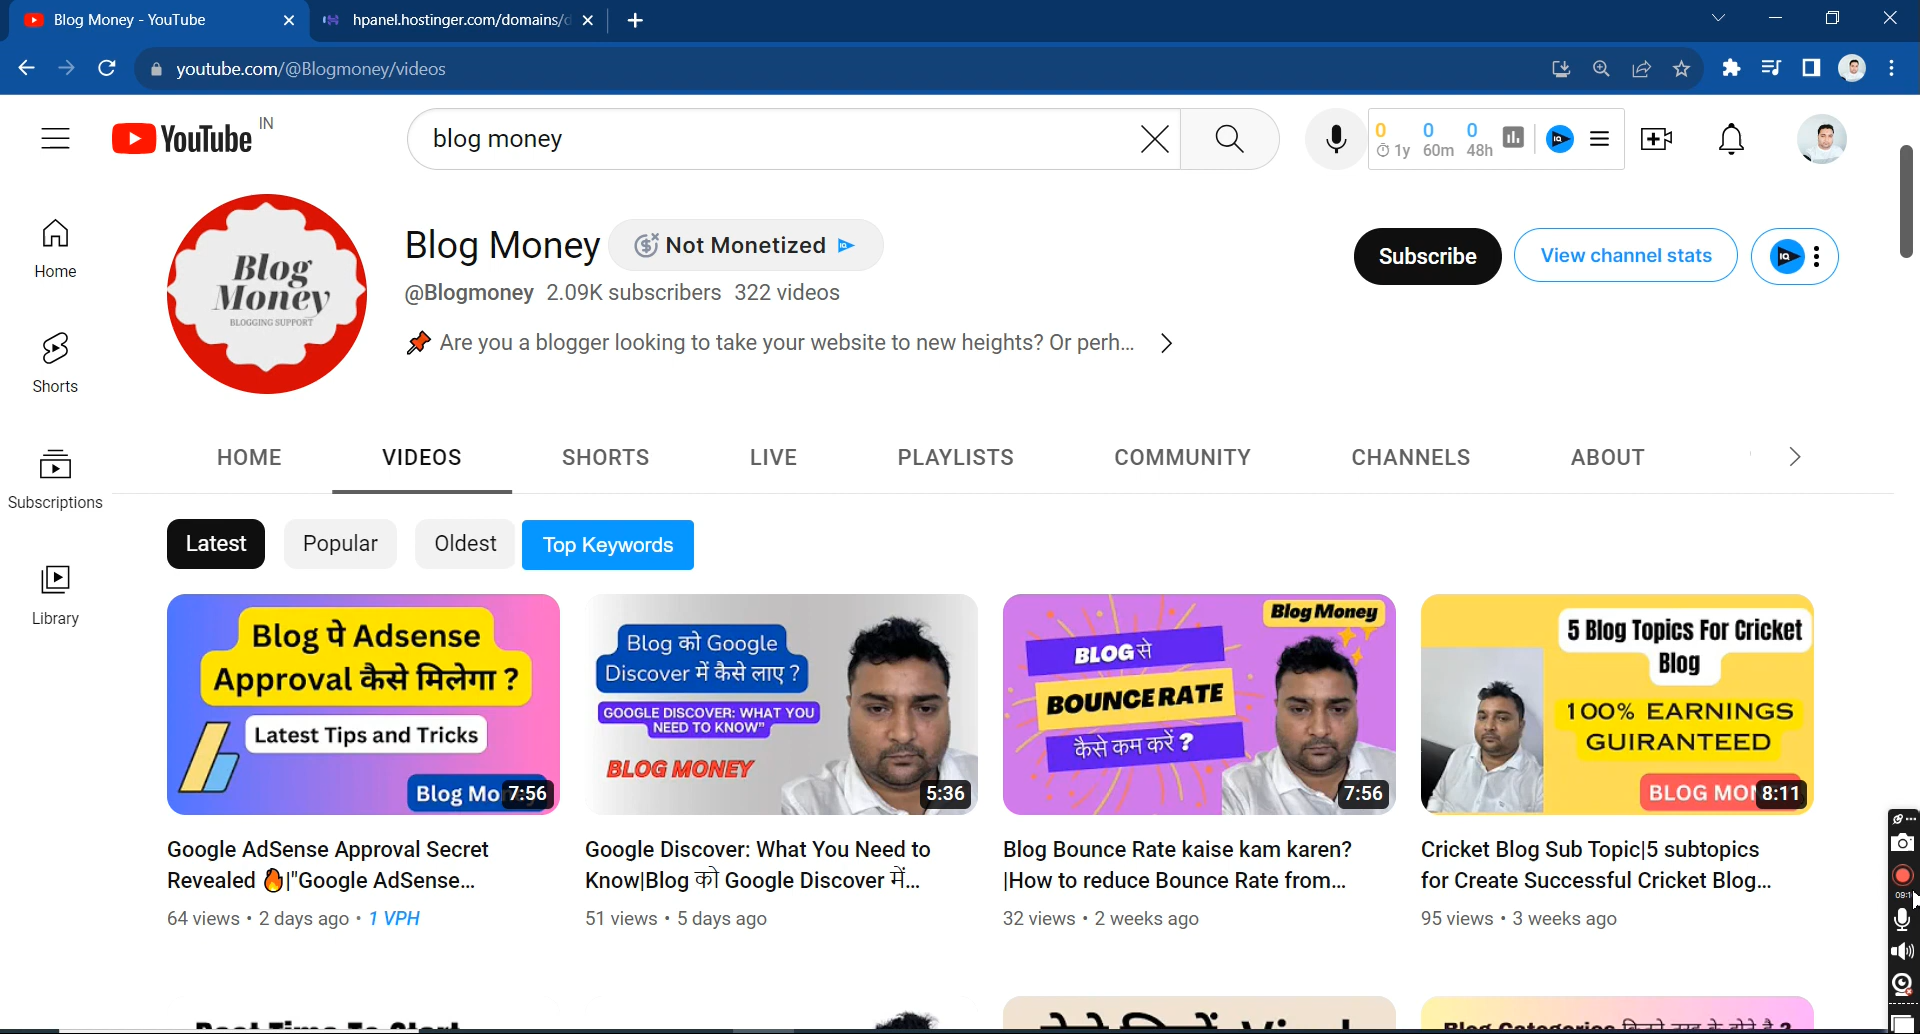 Blog Money - YouTube
hpanel.hostinger.com/domains/
youtube.com/@Blogmoney/videos
YouTube IN
blog money
0 0 0
1y 60m 48h
Home
Shorts
Subscriptions
Library
Blog Money
BLOGGING SUPPORT
Blog Money Not Monetized
@Blogmoney 2.09K subscribers 322 videos
Are you a blogger looking to take your website to new heights? Or perh...
Subscribe
View channel stats
IQ
HOME VIDEOS SHORTS LIVE PLAYLISTS COMMUNITY CHANNELS ABOUT
Latest Popular Oldest Top Keywords
Blog पे Adsense
Approval कैसे मिलेगा ?
Latest Tips and Tricks
Blog Mo
7:56
Google AdSense Approval Secret
Revealed 🔥|"Google AdSense...
64 views • 2 days ago • 1 VPH
Blog को Google
Discover में कैसे लाए ?
GOOGLE DISCOVER: WHAT YOU
NEED TO KNOW"
BLOG MONEY
5:36
Google Discover: What You Need to
Know|Blog को Google Discover में...
51 views • 5 days ago
Blog Money
BLOG से
BOUNCE RATE
कैसे कम करें ?
7:56
Blog Bounce Rate kaise kam karen?
|How to reduce Bounce Rate from...
32 views • 2 weeks ago
5 Blog Topics For Cricket
Blog
100% EARNINGS
GUIRANTEED
BLOG MON
8:11
Cricket Blog Sub Topic|5 subtopics
for Create Successful Cricket Blog...
95 views • 3 weeks ago